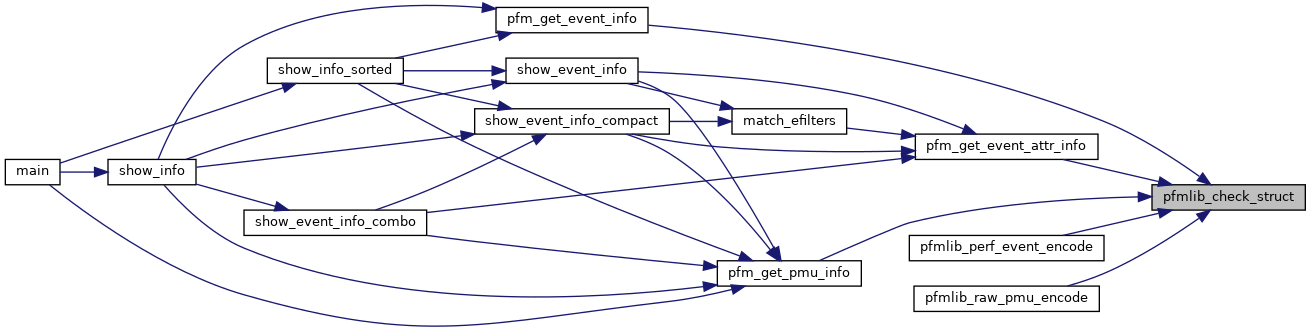 pfm_get_event_info
show_info_sorted
show_event_info
show_event_info_compact
match_efilters
pfm_get_event_attr_info
main
show_info
pfmlib_check_struct
show_event_info_combo
pfmlib_perf_event_encode
pfm_get_pmu_info
pfmlib_raw_pmu_encode